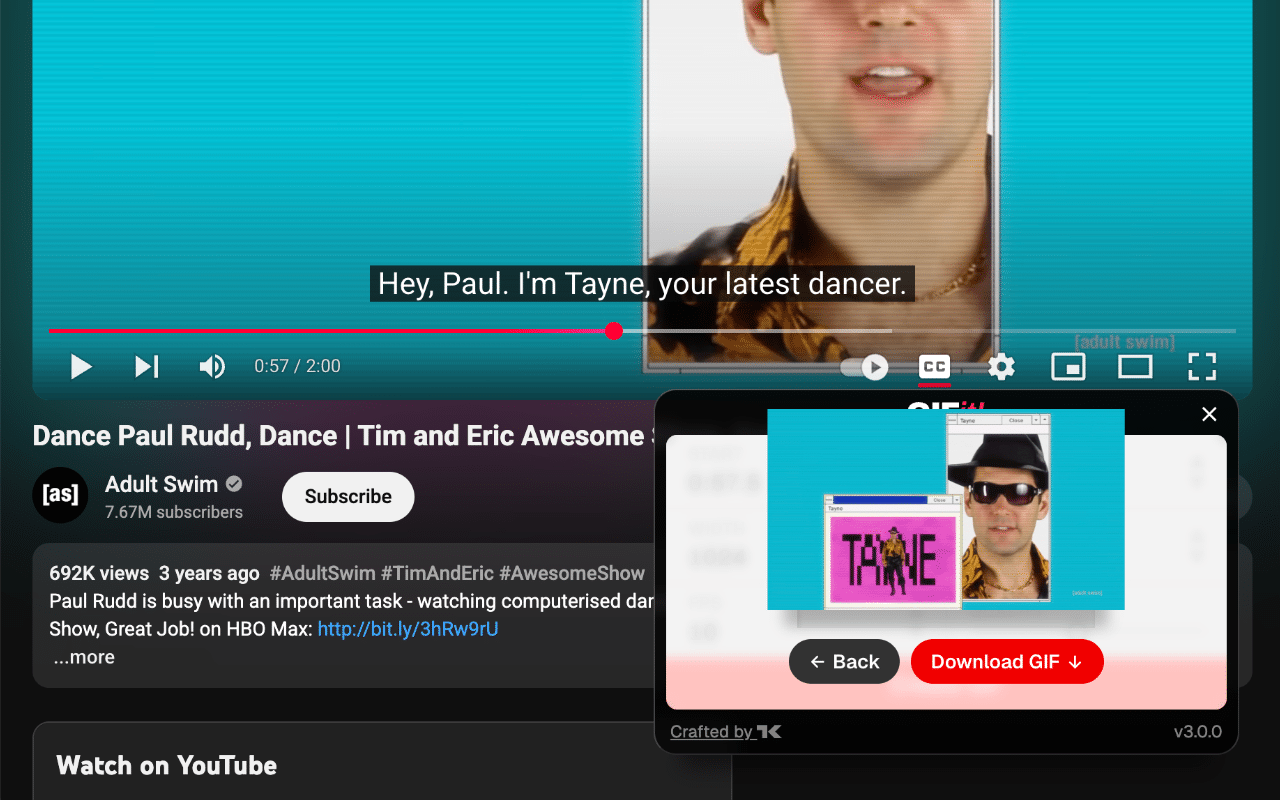 Hey, Paul. I'm Tayne, your latest dancer.
[adult swim]
0:57 / 2:00
CC
GIFit!
Dance Paul Rudd, Dance | Tim and Eric Awesome
[as]
Adult Swim
7.67M subscribers
Subscribe
692K views 3 years ago #AdultSwim #TimAndEric #AwesomeShow
Paul Rudd is busy with an important task - watching computerised dan
Show, Great Job! on HBO Max: http://bit.ly/3hRw9rU
...more
Watch on YouTube
Tayne
Close
Close
Tayne
TAYNE
[adult swim]
← Back
Download GIF ↓
Crafted by
v3.0.0